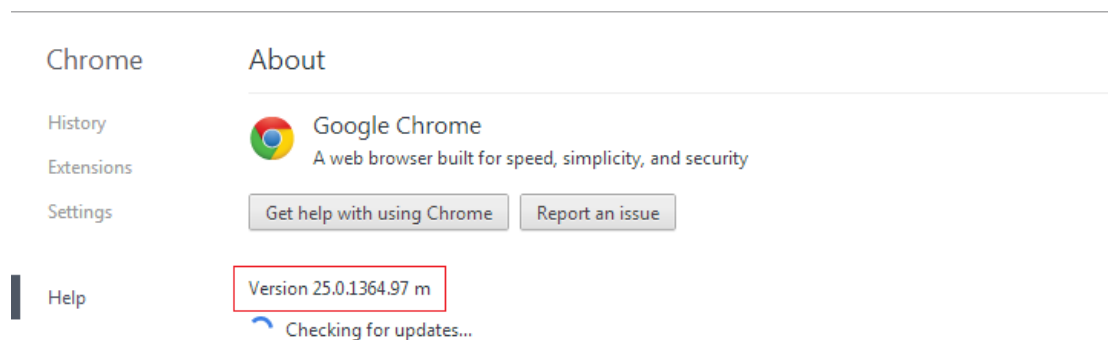 Chrome
About
History
Google Chrome
A web browser built for speed, simplicity, and security
Extensions
Settings
Get help with using Chrome
Report an issue
Help
Version 25.0.1364.97 m
Checking for updates...